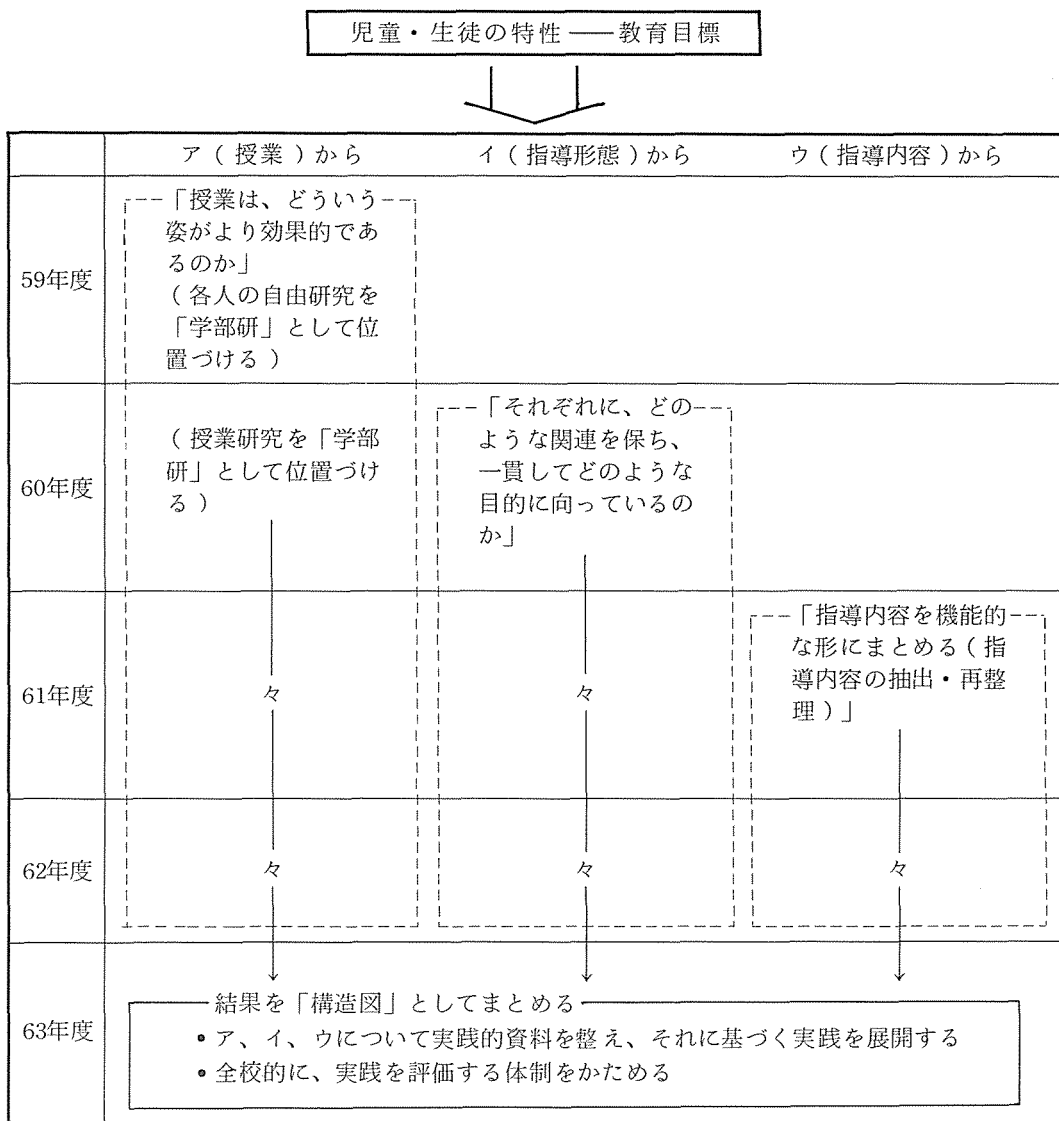 児童・生徒の特性――教育目標
ア(授業)から
イ(指導形態)から
ウ(指導内容)から
59年度
「授業は、どういう
姿がより効果的であ
るのか」
(各人の自由研究を
「学部研」として位
置づける)
60年度
(授業研究を「学部
研」として位置づけ
る)
「それぞれに、どの
ような関連を保ち、
一貫してどのような
目的に向っているの
か」
61年度
々
々
「指導内容を機能的
な形にまとめる(指
導内容の抽出・再整
理)」
62年度
々
々
々
63年度
結果を「構造図」としてまとめる
・ア、イ、ウについて実践的資料を整え、それに基づく実践を展開する
・全校的に、実践を評価する体制をかためる